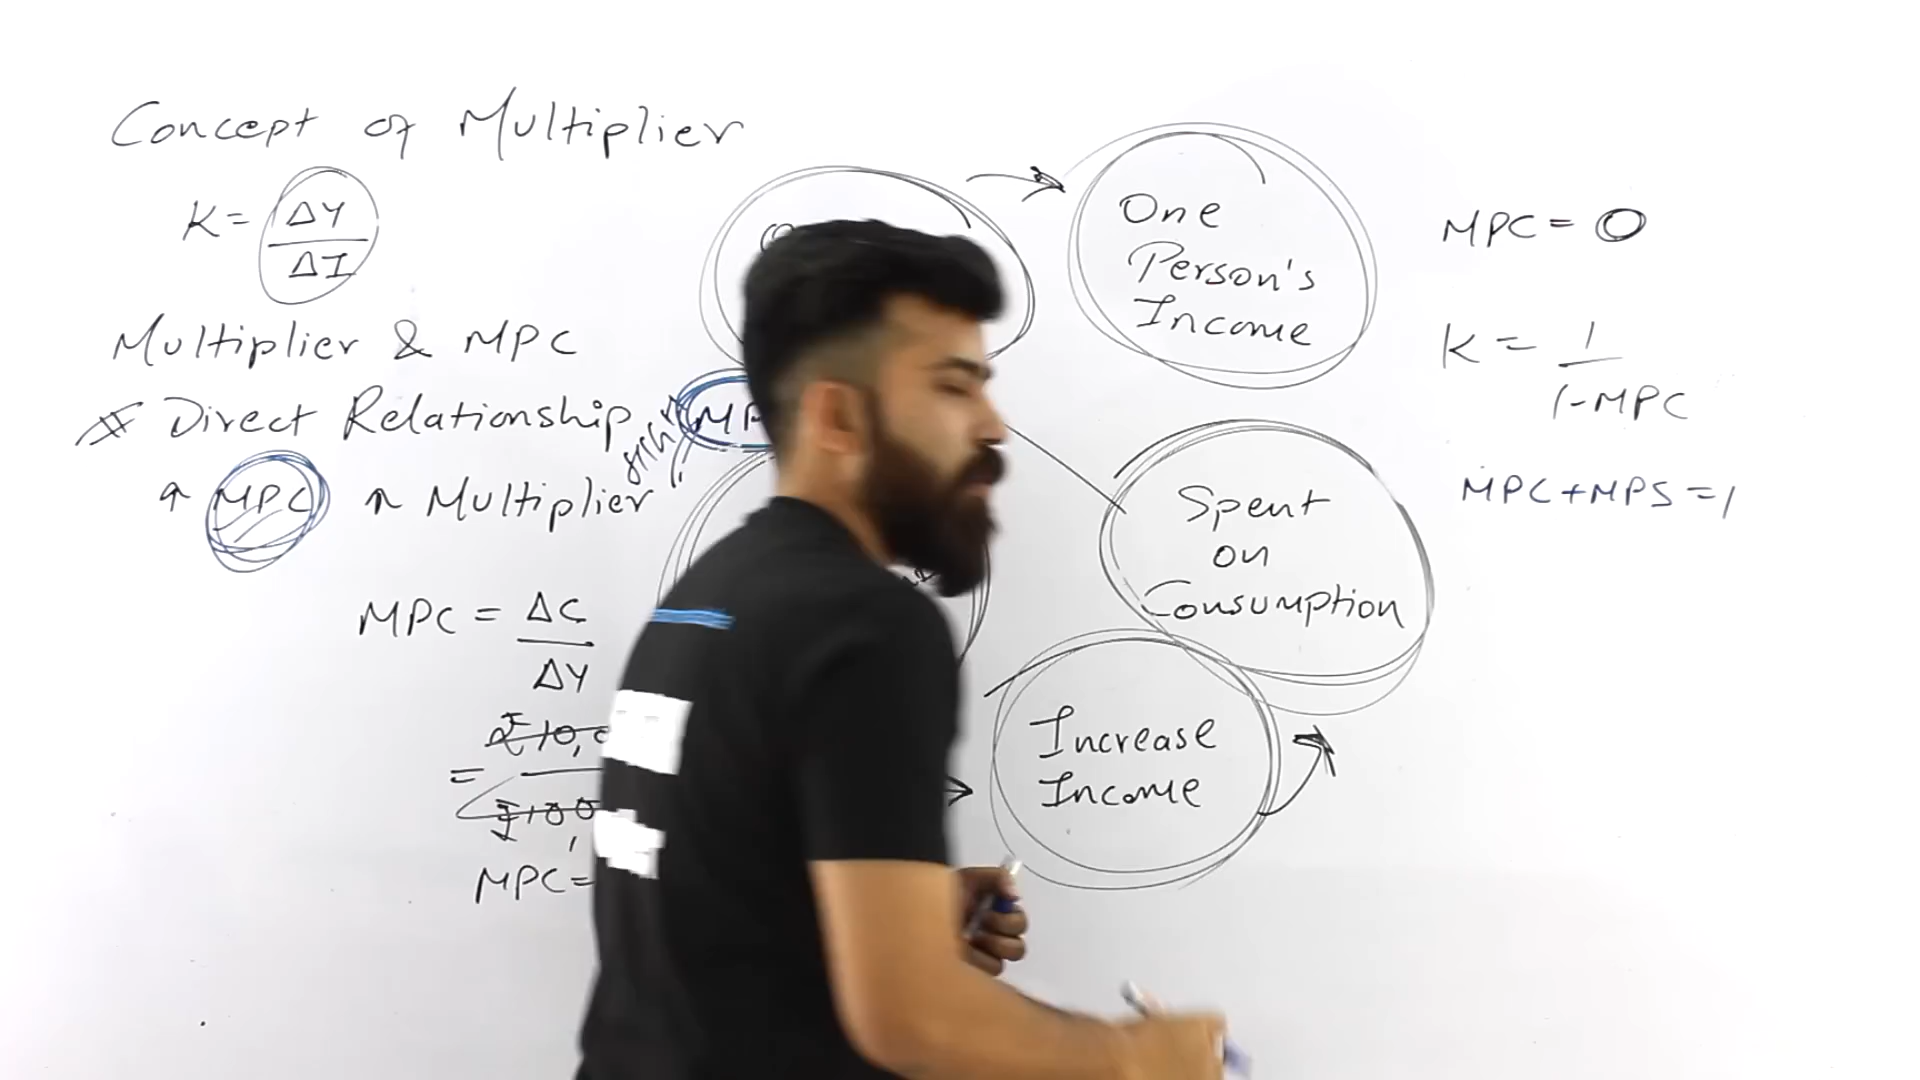 Concept of Multiplier
K = ΔY
ΔI
Multiplier & MPC
Direct Relationship
↑ MPC ↑ Multiplier
MPC = ΔC
ΔY
=
MPC=
One
Person's
Income
Spent
on
Consumption
Increase
Income
MPC = 0
K = 1
1-MPC
MPC+MPS=1